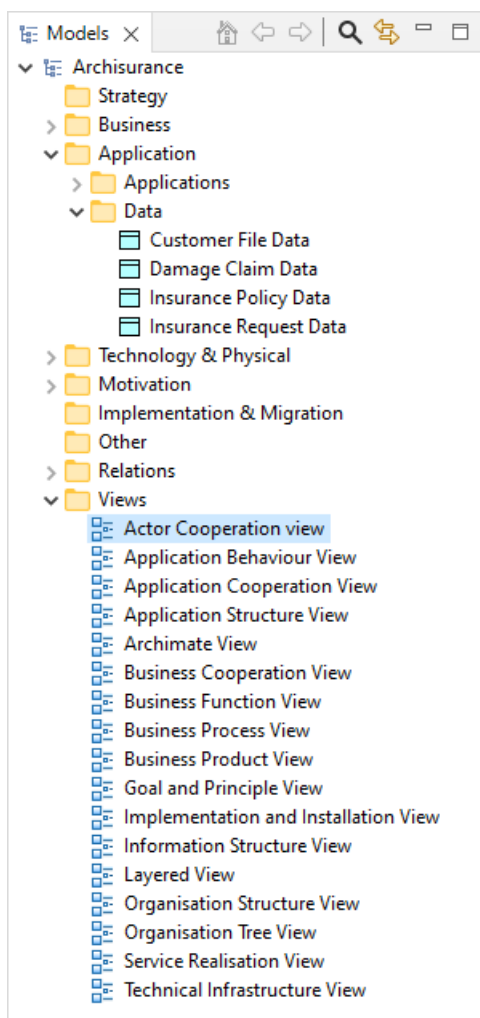 Models
Archisurance
Strategy
Business
Application
Applications
Data
Customer File Data
Damage Claim Data
Insurance Policy Data
Insurance Request Data
Technology & Physical
Motivation
Implementation & Migration
Other
Relations
Views
Actor Cooperation view
Application Behaviour View
Application Cooperation View
Application Structure View
Archimate View
Business Cooperation View
Business Function View
Business Process View
Business Product View
Goal and Principle View
Implementation and Installation View
Information Structure View
Layered View
Organisation Structure View
Organisation Tree View
Service Realisation View
Technical Infrastructure View